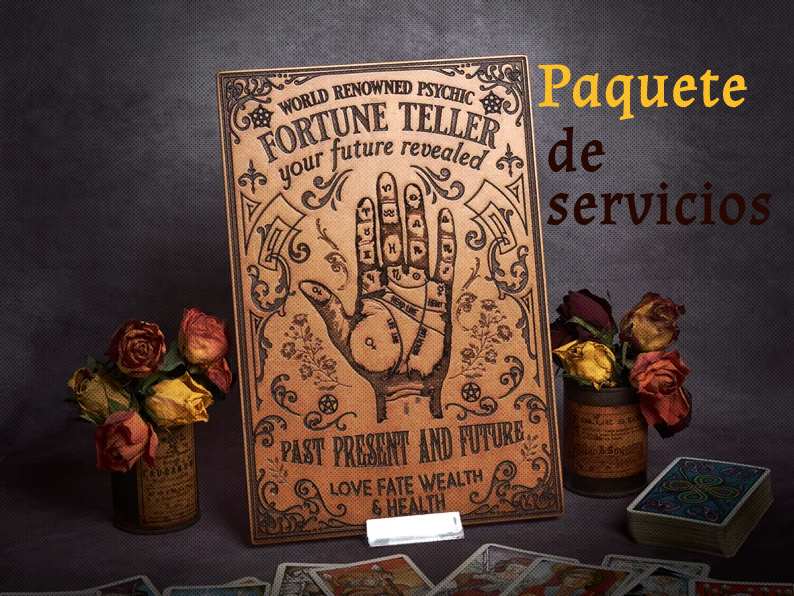 Paquete
de
servicios
WORLD RENOWNED PSYCHIC
FORTUNE TELLER
your future revealed
PAST PRESENT AND FUTURE
LOVE FATE WEALTH
& HEALTH